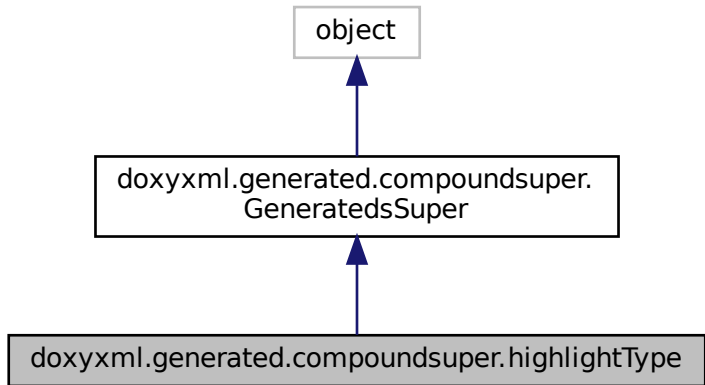 object
doxyxml.generated.compoundsuper.
GeneratedsSuper
doxyxml.generated.compoundsuper.highlightType